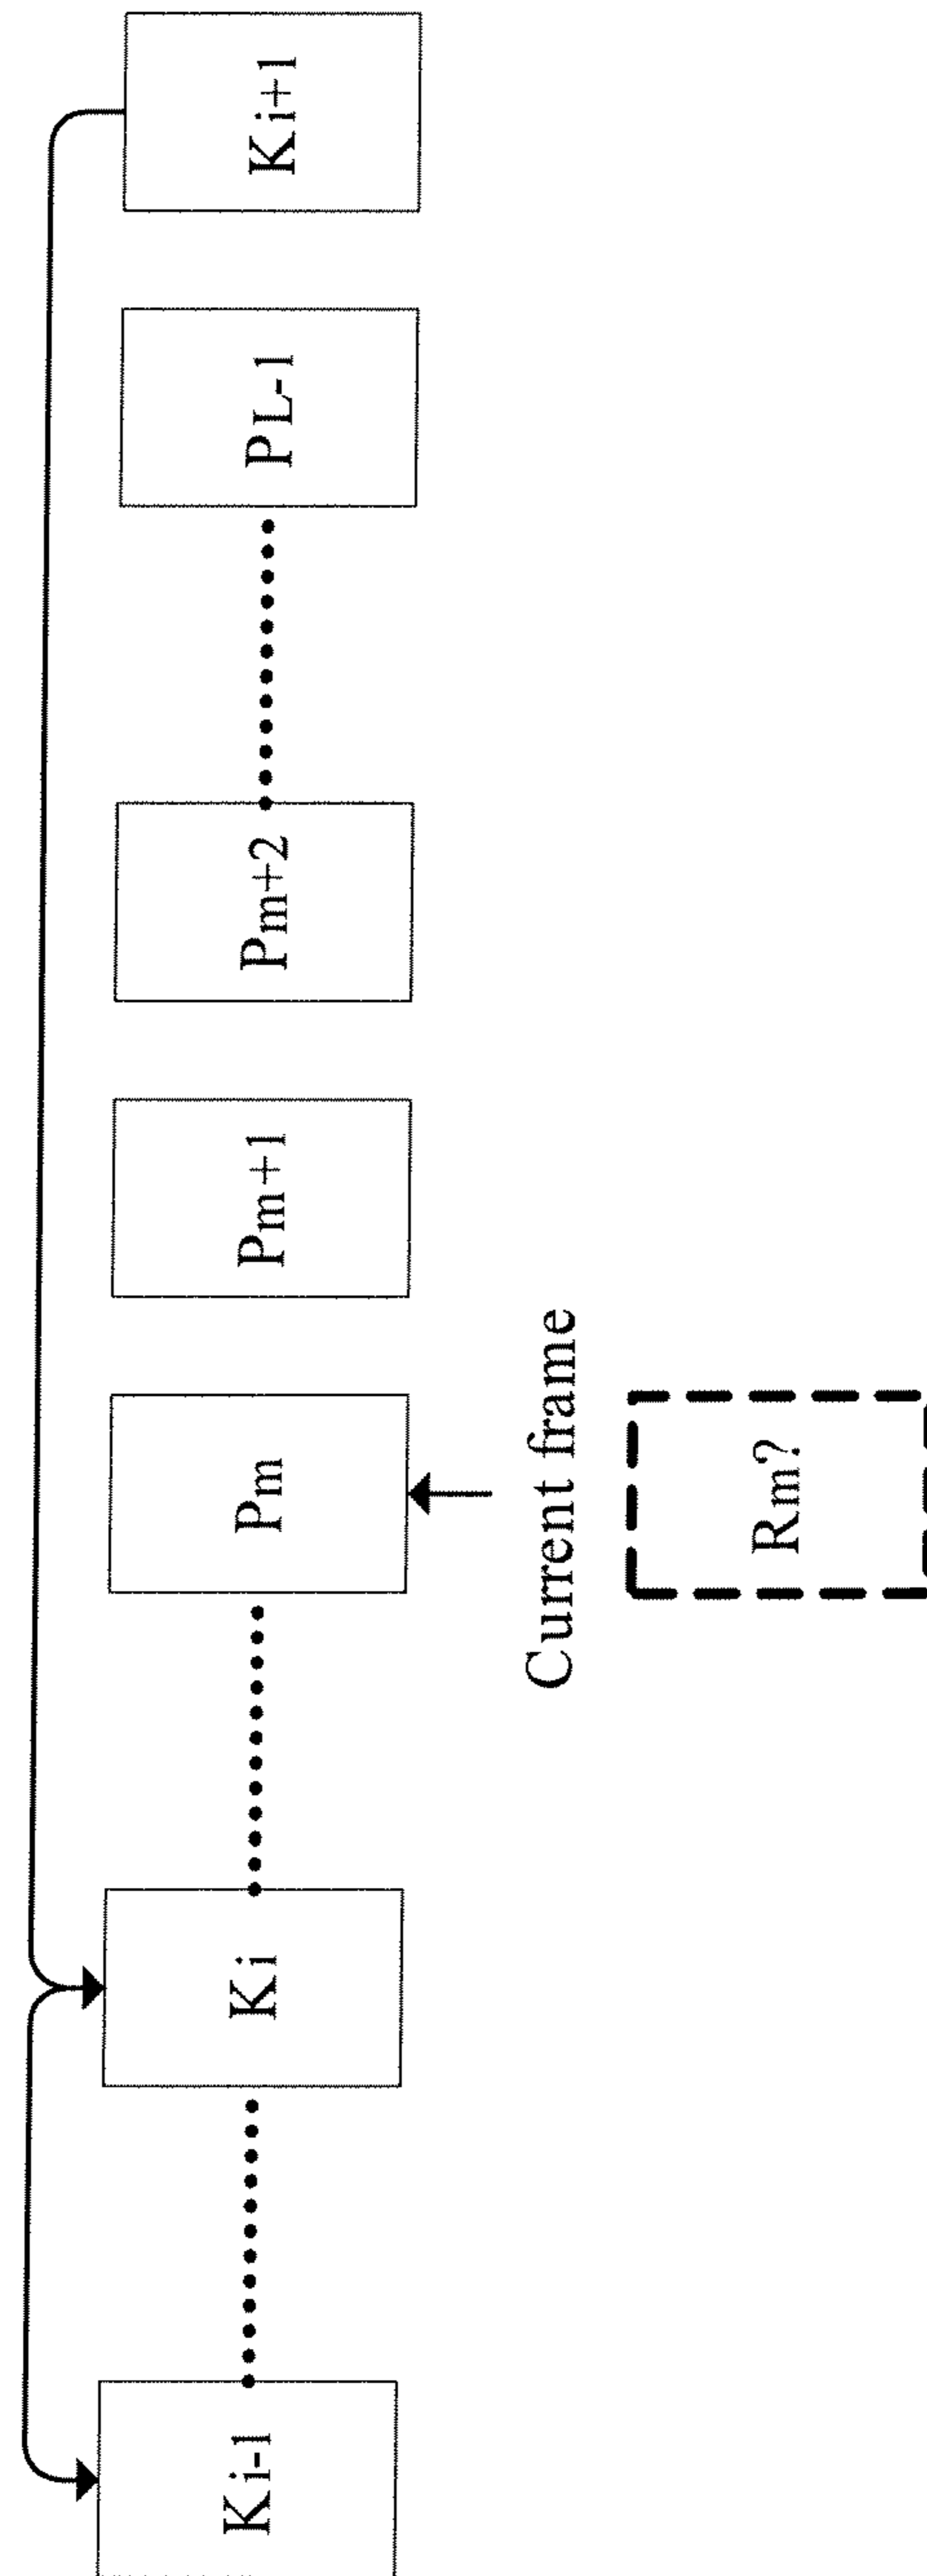 Ki-1
Ki
Pm
Pm+1
Pm+2
PL-1
Ki+1
Current frame
Rm?